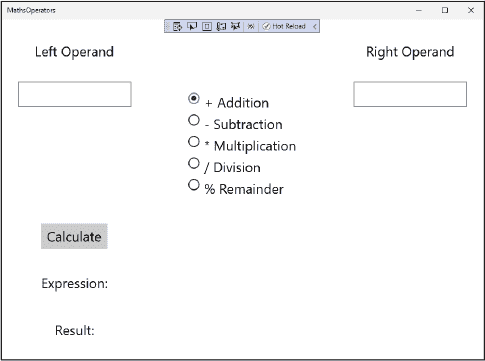 MathsOperators
Hot Reload
Left Operand
Right Operand
+ Addition
- Subtraction
* Multiplication
/ Division
% Remainder
Calculate
Expression:
Result: